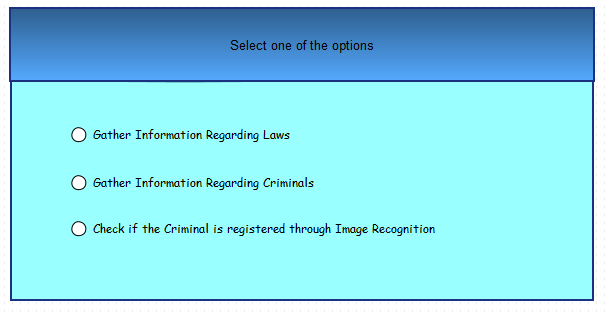 Select one of the options
Gather Information Regarding Laws
Gather Information Regarding Criminals
Check if the Criminal is registered through Image Recognition